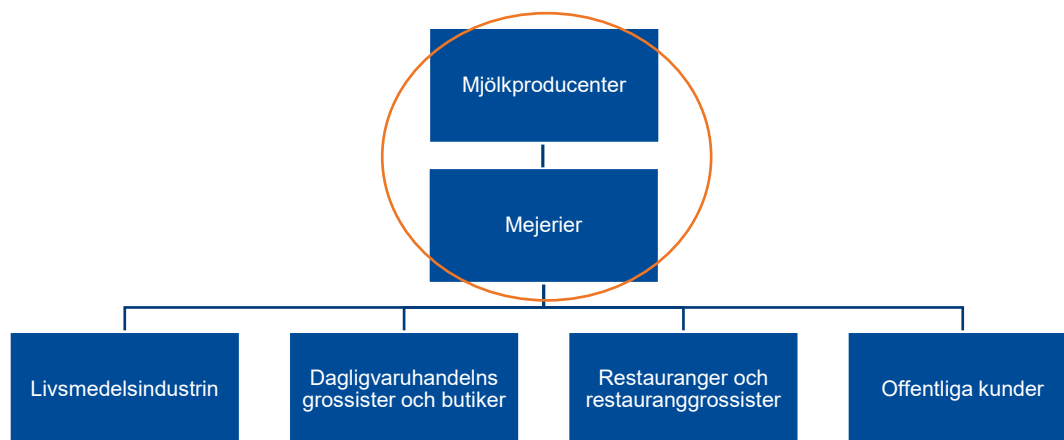 Mjölkproducenter
Mejerier
Livsmedelsindustrin
Dagligvaruhandelns
grossister och butiker
Restauranger och
restauranggrossister
Offentliga kunder